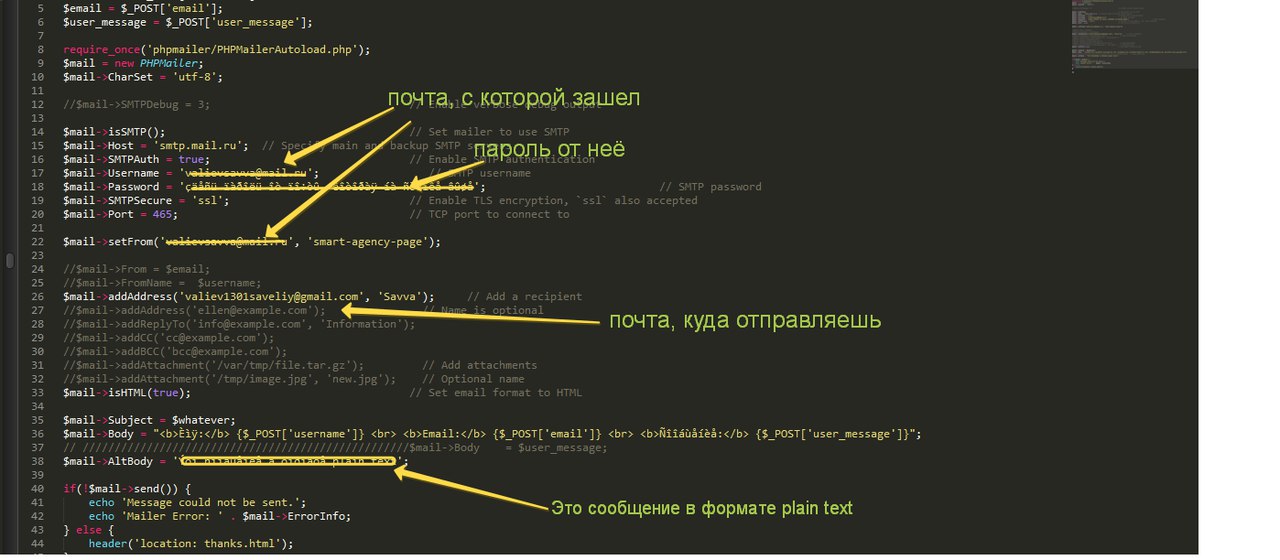 5 $email = $_POST['email'];
6 $user_message = $_POST['user_message'];
7
8 require_once('phpmailer/PHPMailerAutoload.php');
9 $mail = new PHPMailer;
10 $mail->CharSet = 'utf-8';
11
почта, с которой зашел
12 //$mail->SMTPDebug = 3; // Enable verbose debug output
13
14 $mail->isSMTP(); // Set mailer to use SMTP
15 $mail->Host = 'smtp.mail.ru'; // Specify main and backup SMTP servers
пароль от неё
16 $mail->SMTPAuth = true; // Enable SMTP authentication
17 $mail->Username = 'valievsavva@mail.ru'; // SMTP username
18 $mail->Password = ' '; // SMTP password
19 $mail->SMTPSecure = 'ssl'; // Enable TLS encryption, `ssl` also accepted
20 $mail->Port = 465; // TCP port to connect to
21
22 $mail->setFrom('valievsavva@mail.ru', 'smart-agency-page');
23
24 //$mail->From = $email;
25 //$mail->FromName = $username;
26 $mail->addAddress('valiev1301saveliy@gmail.com', 'Savva'); // Add a recipient
27 //$mail->addAddress('ellen@example.com'); // Name is optional
почта, куда отправляешь
28 //$mail->addReplyTo('info@example.com', 'Information');
29 //$mail->addCC('cc@example.com');
30 //$mail->addBCC('bcc@example.com');
31 //$mail->addAttachment('/var/tmp/file.tar.gz'); // Add attachments
32 //$mail->addAttachment('/tmp/image.jpg', 'new.jpg'); // Optional name
33 $mail->isHTML(true); // Set email format to HTML
34
35 $mail->Subject = $whatever;
36 $mail->Body = "<b>Èìÿ:</b> {$_POST['username']} <br> <b>Email:</b> {$_POST['email']} <br> <b>Ñîîáùåíèå:</b> {$_POST['user_message']}";
37 // ///////////////////////////////////////////////////$mail->Body = $user_message;
38 $mail->AltBody = ' plain text';
39
40 if(!$mail->send()) {
41 echo 'Message could not be sent.';
42 echo 'Mailer Error: ' . $mail->ErrorInfo;
Это сообщение в формате plain text
43 } else {
44 header('location: thanks.html');